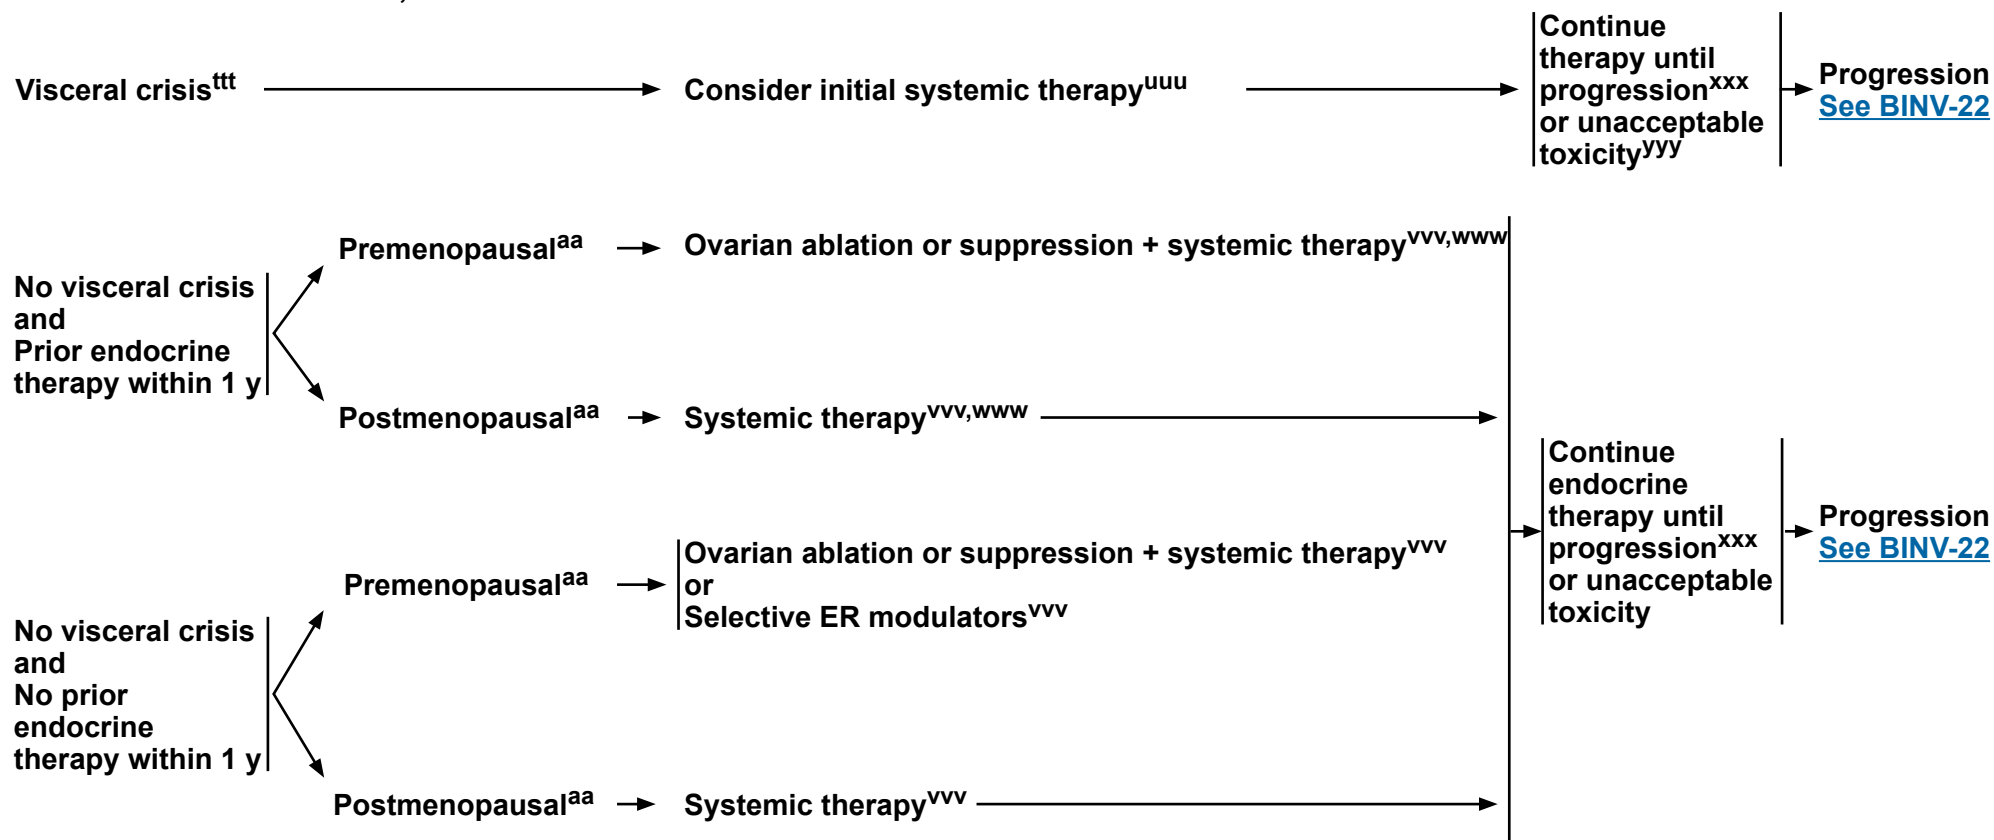 Visceral crisisttt
Consider initial systemic therapyuuu
Continue
therapy until
progressionxxx
or unacceptable
toxicityyyy
Progression
See BINV-22
No visceral crisis
and
Prior endocrine
therapy within 1 y
Premenopausalaa
Ovarian ablation or suppression + systemic therapyvvv,www
Postmenopausalaa
Systemic therapyvvv,www
No visceral crisis
and
No prior
endocrine
therapy within 1 y
Premenopausalaa
Ovarian ablation or suppression + systemic therapyvvv
or
Selective ER modulatorsvvv
Postmenopausalaa
Systemic therapyvvv
Continue
endocrine
therapy until
progressionxxx
or unacceptable
toxicity
Progression
See BINV-22